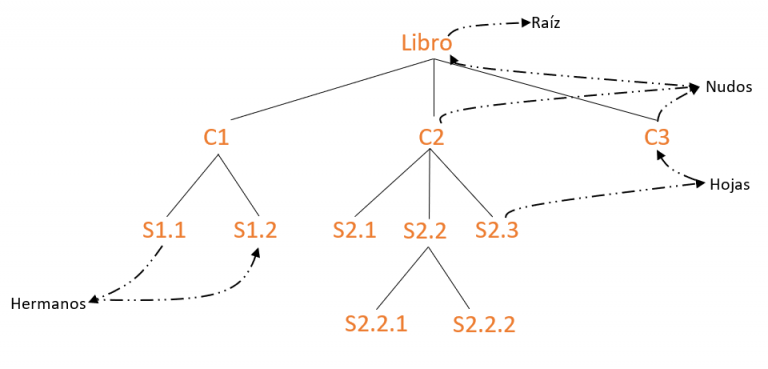 Raíz
Libro
Nudos
C1
C2
C3
Hojas
S1.1
S1.2
S2.1
S2.2
S2.3
Hermanos
S2.2.1
S2.2.2